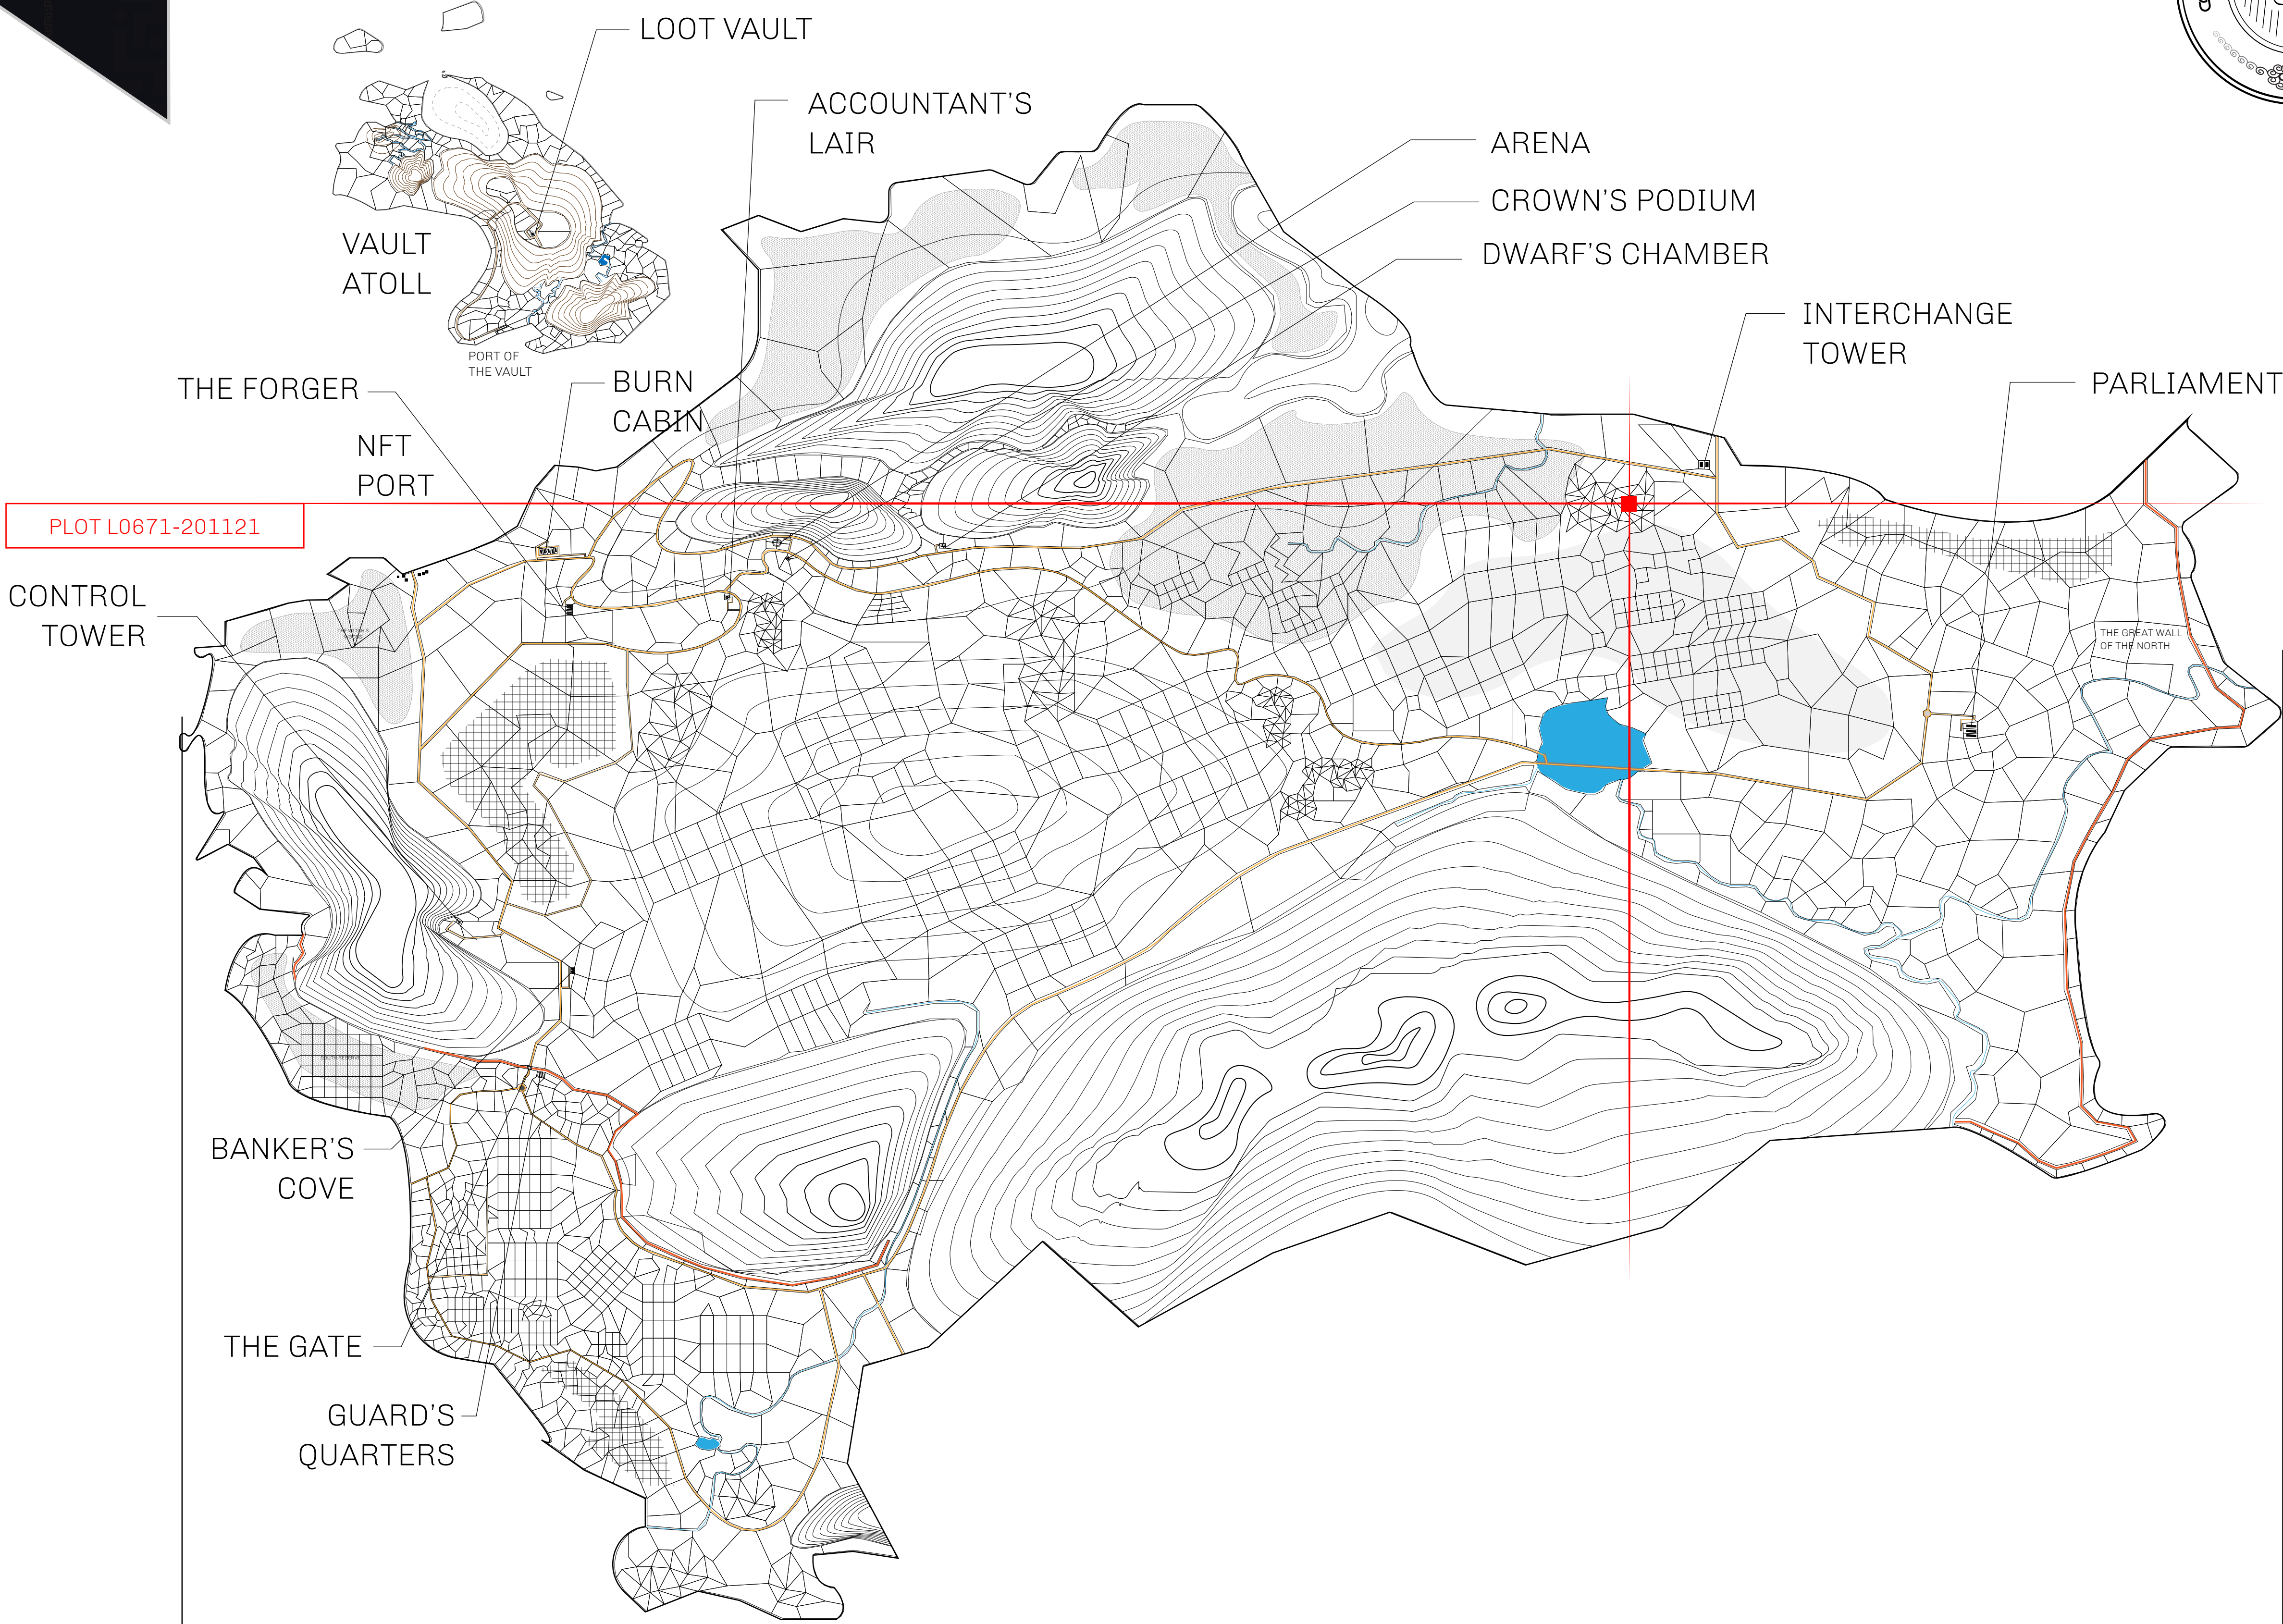 LOOT VAULT
ACCOUNTANT'S
LAIR
ARENA
CROWN'S PODIUM
DWARF'S CHAMBER
VAULT
ATOLL
INTERCHANGE
TOWER
PORT OF
THE VAULT
THE FORGER
BURN
CABIN
PARLIAMENT
NFT
PORT
PLOT L0671-201121
CONTROL
TOWER
THE GREAT WALL
OF THE NORTH
SOUTH RESERVE
BANKER'S
COVE
THE GATE
GUARD'S
QUARTERS